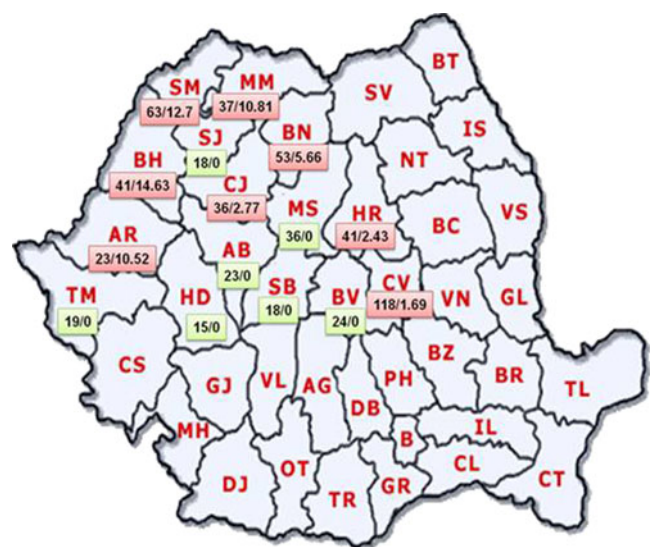 BT
SM
MM
SV
63/12.7
37/10.81
IS
SJ
BN
BH
18/0
53/5.66
NT
41/14.63
CJ
36/2.77
MS
HR
VS
AR
36/0
41/2.43
BC
23/10.52
AB
23/0
TM
HD
SB
BV
CV
VN
GL
19/0
15/0
18/0
24/0
118/1.69
CS
GJ
VL
AG
PH
BZ
BR
TL
DB
MH
B
IL
DJ
OT
TR
GR
CL
CT